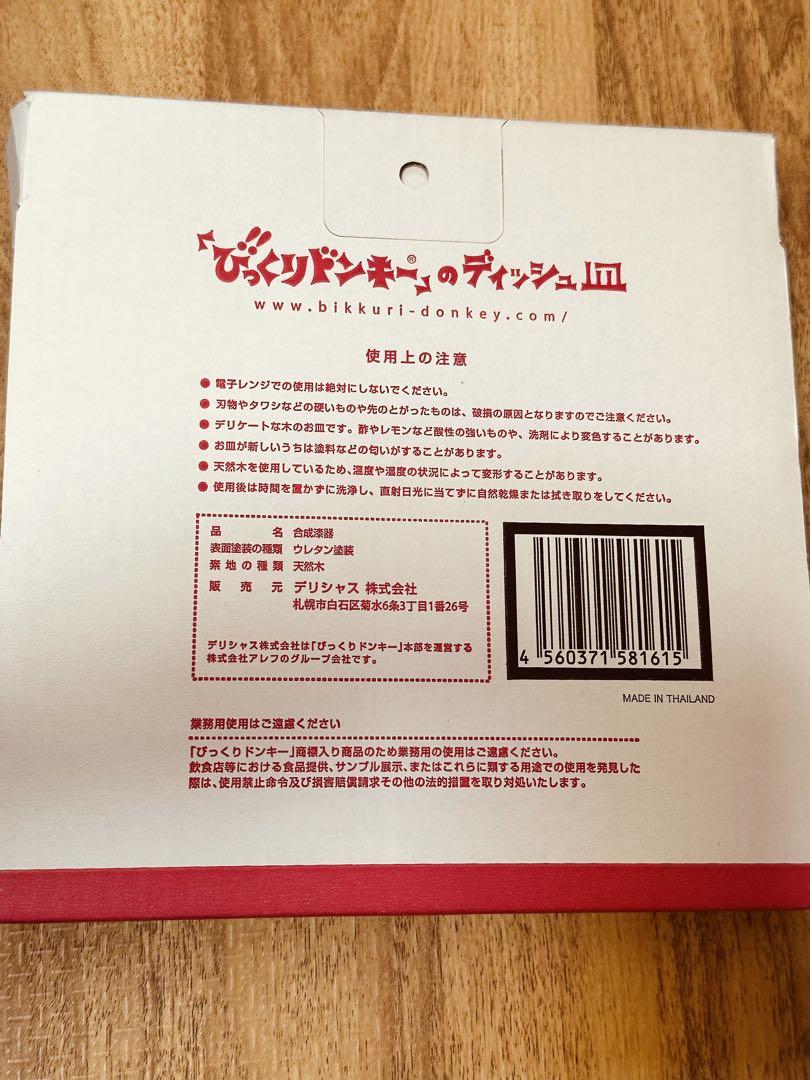 「びっくりドンキー」®のディッシュ皿
www.bikkuri-donkey.com/
使用上の注意
● 電子レンジでの使用は絶対にしないでください。
● 刃物やタワシなどの硬いものや先のとがったものは、破損の原因となりますのでご注意ください。
● デリケートな木のお皿です。酢やレモンなど酸性の強いものや、洗剤により変色することがあります。
● お皿が新しいうちは塗料などの匂いがすることがあります。
● 天然木を使用しているため、温度や湿度の状況によって変形することがあります。
● 使用後は時間を置かずに洗浄し、直射日光に当てずに自然乾燥または拭き取りをしてください。
品名 合成漆器
表面塗装の種類 ウレタン塗装
素地の種類 天然木
販売元 デリシャス 株式会社
札幌市白石区菊水6条3丁目1番26号
デリシャス株式会社は「びっくりドンキー」本部を運営する
株式会社アレフのグループ会社です。
4 560371 581615
MADE IN THAILAND
業務用使用はご遠慮ください
「びっくりドンキー」商標入り商品のため業務用の使用はご遠慮ください。
飲食店等における食品提供、サンプル展示、またはこれらに類する用途での使用を発見した
際は、使用禁止命令及び損害賠償請求その他の法的措置を取り対処いたします。